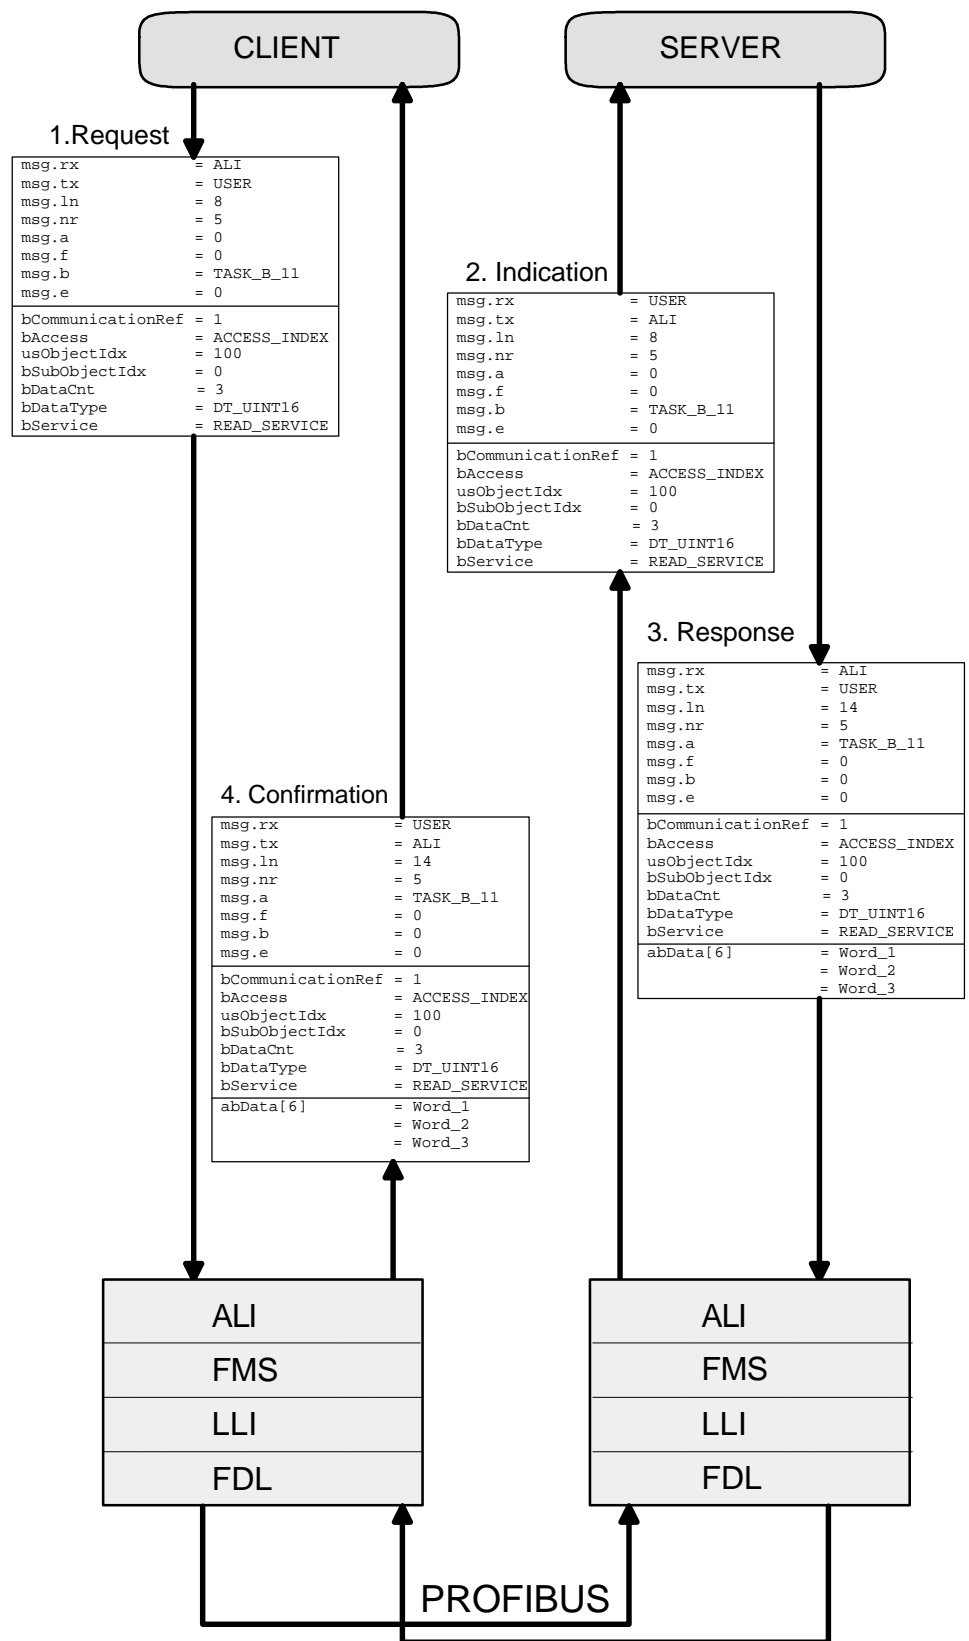 CLIENT
SERVER
1.Request
msg.rx = ALI
msg.tx = USER
msg.ln = 8
msg.nr = 5
msg.a = 0
msg.f = 0
msg.b = TASK_B_11
msg.e = 0
bCommunicationRef = 1
bAccess = ACCESS_INDEX
usObjectIdx = 100
bSubObjectIdx = 0
bDataCnt = 3
bDataType = DT_UINT16
bService = READ_SERVICE
2. Indication
msg.rx = USER
msg.tx = ALI
msg.ln = 8
msg.nr = 5
msg.a = 0
msg.f = 0
msg.b = TASK_B_11
msg.e = 0
bCommunicationRef = 1
bAccess = ACCESS_INDEX
usObjectIdx = 100
bSubObjectIdx = 0
bDataCnt = 3
bDataType = DT_UINT16
bService = READ_SERVICE
3. Response
msg.rx = ALI
msg.tx = USER
msg.ln = 14
msg.nr = 5
msg.a = TASK_B_11
msg.f = 0
msg.b = 0
msg.e = 0
bCommunicationRef = 1
bAccess = ACCESS_INDEX
usObjectIdx = 100
bSubObjectIdx = 0
bDataCnt = 3
bDataType = DT_UINT16
bService = READ_SERVICE
abData[6] = Word_1
= Word_2
= Word_3
4. Confirmation
msg.rx = USER
msg.tx = ALI
msg.ln = 14
msg.nr = 5
msg.a = TASK_B_11
msg.f = 0
msg.b = 0
msg.e = 0
bCommunicationRef = 1
bAccess = ACCESS_INDEX
usObjectIdx = 100
bSubObjectIdx = 0
bDataCnt = 3
bDataType = DT_UINT16
bService = READ_SERVICE
abData[6] = Word_1
= Word_2
= Word_3
ALI
FMS
LLI
FDL
ALI
FMS
LLI
FDL
PROFIBUS